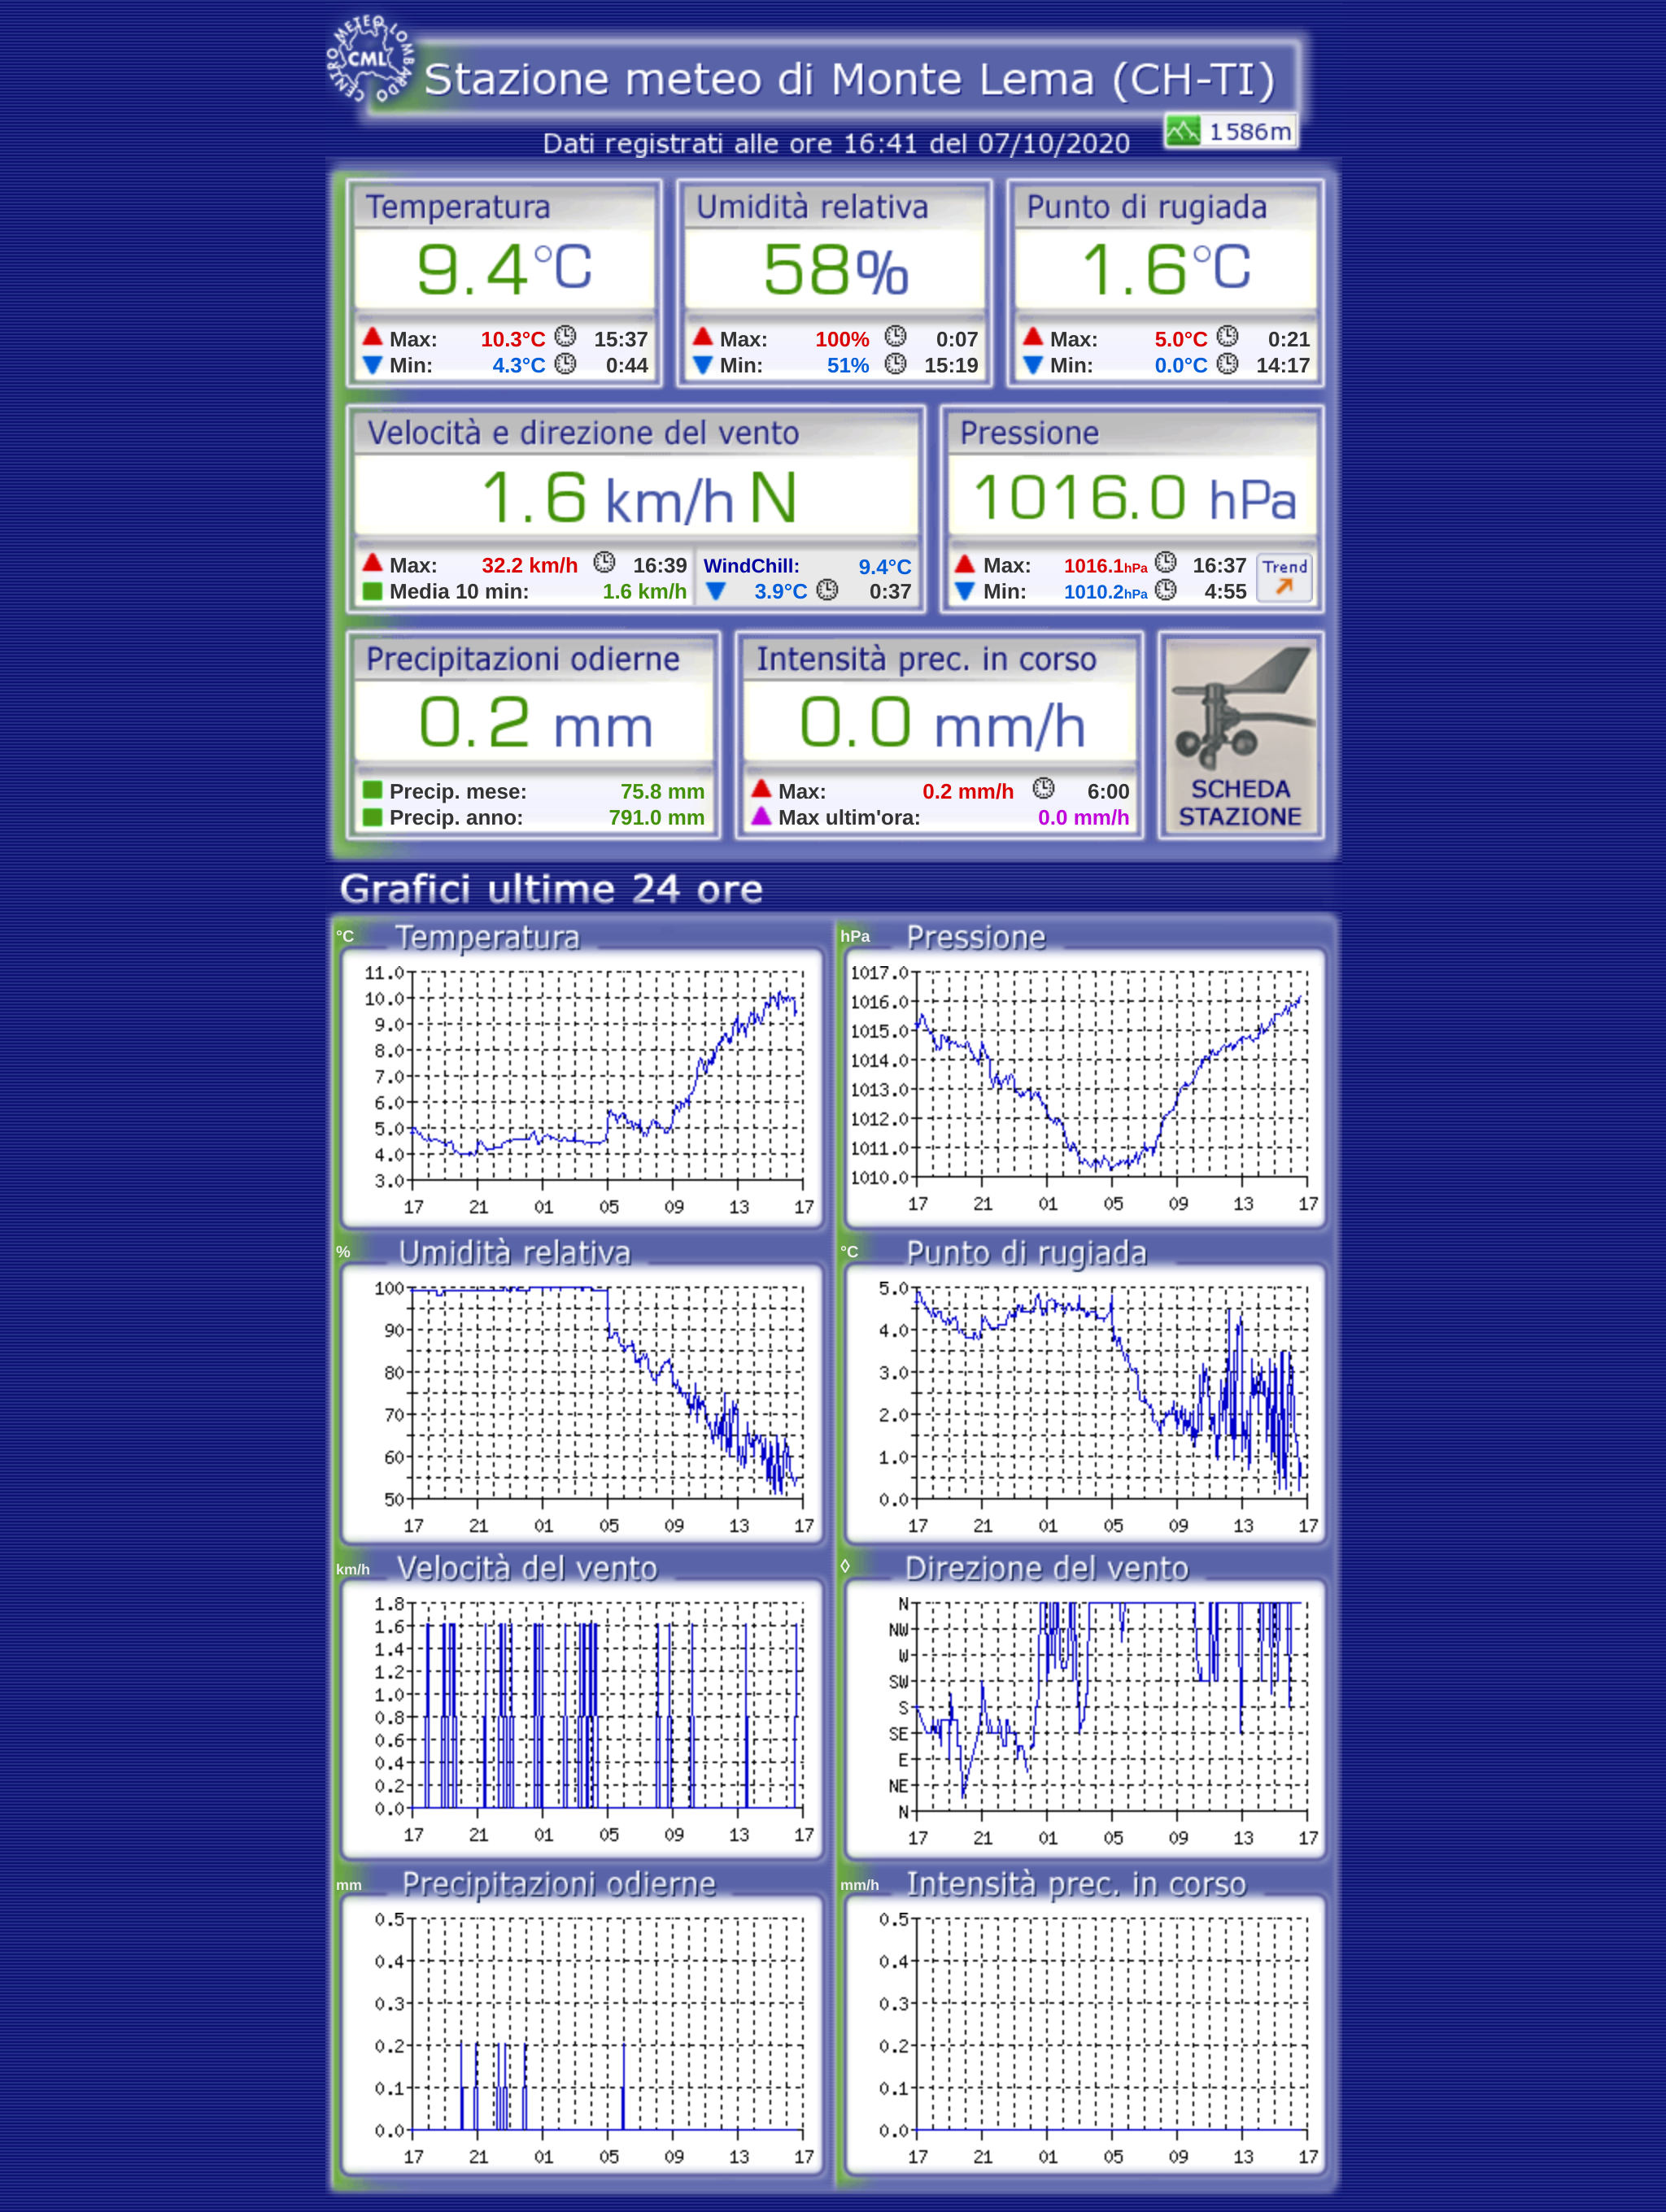 CENTRO METEO LOMBARDO
CML
Stazione meteo di Monte Lema (CH-TI)
Dati registrati alle ore 16:41 del 07/10/2020
1586m
Temperatura
9.4°C
Max: 10.3°C 15:37
Min: 4.3°C 0:44
Umidità relativa
58%
Max: 100% 0:07
Min: 51% 15:19
Punto di rugiada
1.6°C
Max: 5.0°C 0:21
Min: 0.0°C 14:17
Velocità e direzione del vento
1.6 km/h N
Max: 32.2 km/h 16:39
Media 10 min: 1.6 km/h
WindChill: 9.4°C
3.9°C 0:37
Pressione
1016.0 hPa
Max: 1016.1hPa 16:37
Min: 1010.2hPa 4:55
Trend
Precipitazioni odierne
0.2 mm
Precip. mese: 75.8 mm
Precip. anno: 791.0 mm
Intensità prec. in corso
0.0 mm/h
Max: 0.2 mm/h 6:00
Max ultim'ora: 0.0 mm/h
SCHEDA
STAZIONE
Grafici ultime 24 ore
°C Temperatura
11.0
10.0
9.0
8.0
7.0
6.0
5.0
4.0
3.0
17 21 01 05 09 13 17
hPa Pressione
1017.0
1016.0
1015.0
1014.0
1013.0
1012.0
1011.0
1010.0
17 21 01 05 09 13 17
% Umidità relativa
100
90
80
70
60
50
17 21 01 05 09 13 17
°C Punto di rugiada
5.0
4.0
3.0
2.0
1.0
0.0
17 21 01 05 09 13 17
km/h Velocità del vento
1.8
1.6
1.4
1.2
1.0
0.8
0.6
0.4
0.2
0.0
17 21 01 05 09 13 17
◊ Direzione del vento
N
NW
W
SW
S
SE
E
NE
N
17 21 01 05 09 13 17
mm Precipitazioni odierne
0.5
0.4
0.3
0.2
0.1
0.0
17 21 01 05 09 13 17
mm/h Intensità prec. in corso
0.5
0.4
0.3
0.2
0.1
0.0
17 21 01 05 09 13 17